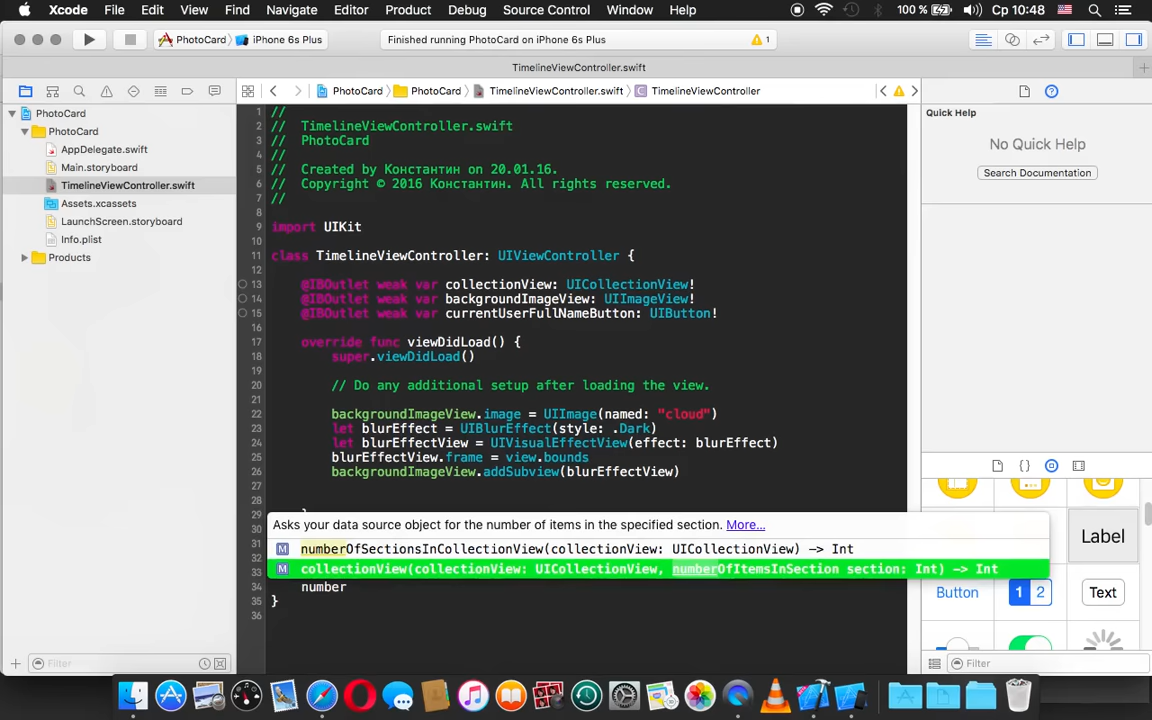 Xcode File Edit View Find Navigate Editor Product Debug Source Control Window Help 100 % Ср 10:48
PhotoCard iPhone 6s Plus Finished running PhotoCard on iPhone 6s Plus 1
TimelineViewController.swift
PhotoCard PhotoCard TimelineViewController.swift C TimelineViewController
PhotoCard
PhotoCard
AppDelegate.swift
Main.storyboard
TimelineViewController.swift
Assets.xcassets
LaunchScreen.storyboard
Info.plist
Products
Filter
1 //
2 // TimelineViewController.swift
3 // PhotoCard
4 //
5 // Created by Константин on 20.01.16.
6 // Copyright © 2016 Константин. All rights reserved.
7 //
8
9 import UIKit
10
11 class TimelineViewController: UIViewController {
12
13 @IBOutlet weak var collectionView: UICollectionView!
14 @IBOutlet weak var backgroundImageView: UIImageView!
15 @IBOutlet weak var currentUserFullNameButton: UIButton!
16
17 override func viewDidLoad() {
18 super.viewDidLoad()
19
20 // Do any additional setup after loading the view.
21
22 backgroundImageView.image = UIImage(named: "cloud")
23 let blurEffect = UIBlurEffect(style: .Dark)
24 let blurEffectView = UIVisualEffectView(effect: blurEffect)
25 blurEffectView.frame = view.bounds
26 backgroundImageView.addSubview(blurEffectView)
27
28
29
30 Asks your data source object for the number of items in the specified section. More...
31 M numberOfSectionsInCollectionView(collectionView: UICollectionView) -> Int
32
33 M collectionView(collectionView: UICollectionView, numberOfItemsInSection section: Int) -> Int
34 number
35 }
36
Quick Help
No Quick Help
Search Documentation
Label
Button 1 2 Text
Filter